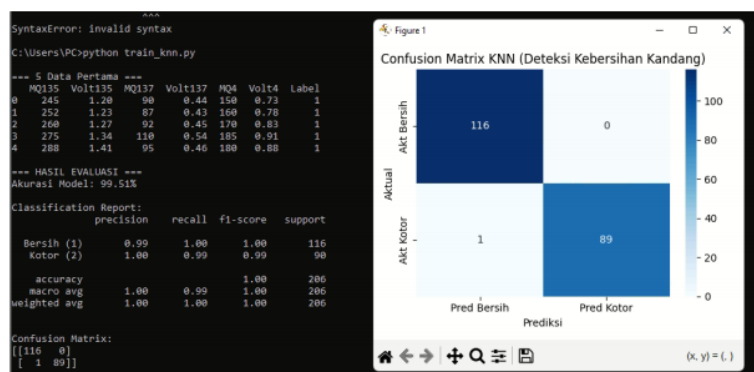 ^^^
SyntaxError: invalid syntax
C:\Users\PC>python train_knn.py
=== 5 Data Pertama ===
MQ135 Volt135 MQ137 Volt137 MQ4 Volt4 Label
0 245 1.20 90 0.44 150 0.73 1
1 252 1.23 87 0.43 160 0.78 1
2 260 1.27 92 0.45 170 0.83 1
3 275 1.34 110 0.54 185 0.91 1
4 288 1.41 95 0.46 180 0.88 1
=== HASIL EVALUASI ===
Akurasi Model: 99.51%
Classification Report:
precision recall f1-score support
Bersih (1) 0.99 1.00 1.00 116
Kotor (2) 1.00 0.99 0.99 90
accuracy 1.00 206
macro avg 1.00 0.99 1.00 206
weighted avg 1.00 1.00 1.00 206
Confusion Matrix:
[[116 0]
[ 1 89]]
Figure 1
Confusion Matrix KNN (Deteksi Kebersihan Kandang)
Aktual
Akt Bersih
116
0
Akt Kotor
1
89
Pred Bersih
Pred Kotor
Prediksi
100
80
60
40
20
0
(x, y) = (, )